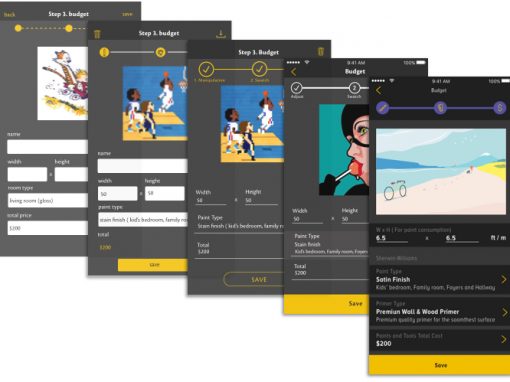 back
Step 3. budget
save
name
width
height
x
room type
living room (gloss)
total price
$200
Step 3. budget
name
width
height
50
x
50
paint type
stain finish ( kid's bedroom, family room
total
$200
save
Step 3. Budget
1. Manipulation
2. Swatch
Width
Height
50
x
50
Paint Type
Stain finish ( kid's bedroom, family room
Total
$200
SAVE
9:41 AM
100%
Budget
Adjust
2
Swatch
Width
Height
50
x
50
Paint Type
Stain finish
Kid's bedroom, Family room, Foyers
Total
$200
Save
9:41 AM
100%
Budget
S
W x H ( For paint consumption)
6.5 x 6.5 ft / m
Sherwin-Williams
Paint Type
Satin Finish
Kids' bedroom, Family room, Foyers and Hallway
Primer Type
Premiun Wall & Wood Primer
Premium quality primer for the soomthest surface
Paints and Tools Total Cost
$200
Save